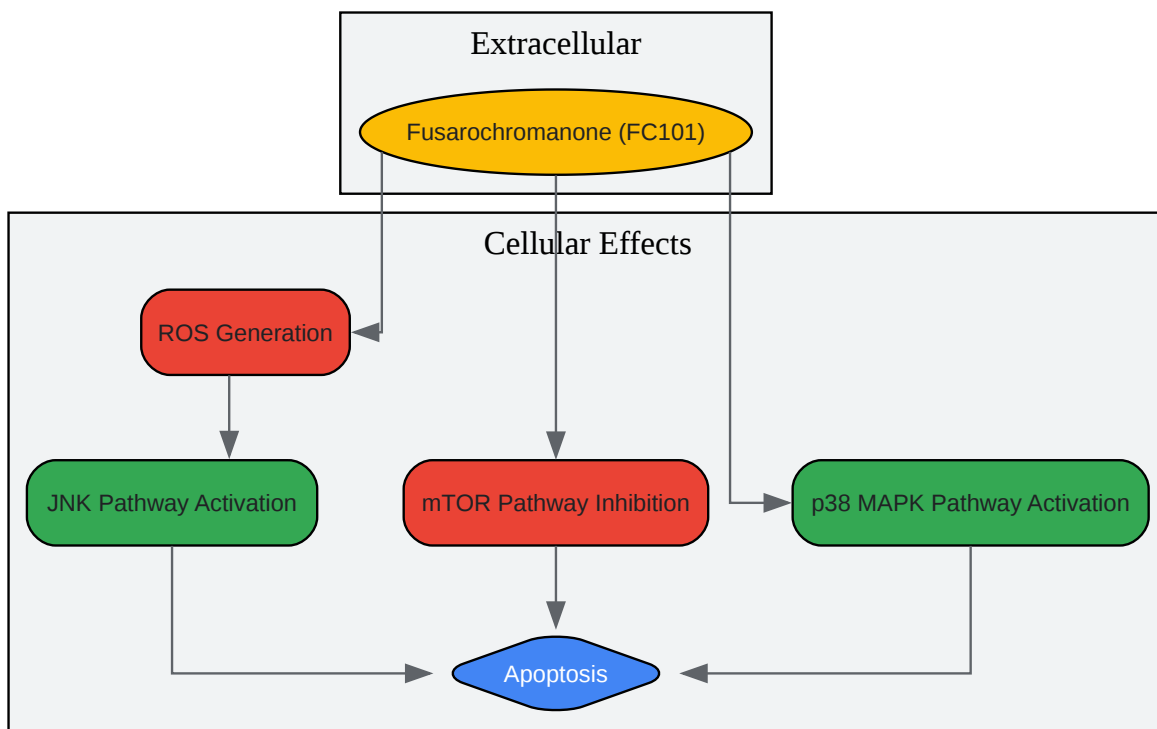 Extracellular
Fusarochromanone (FC101)
Cellular Effects
ROS Generation
JNK Pathway Activation
mTOR Pathway Inhibition
p38 MAPK Pathway Activation
Apoptosis